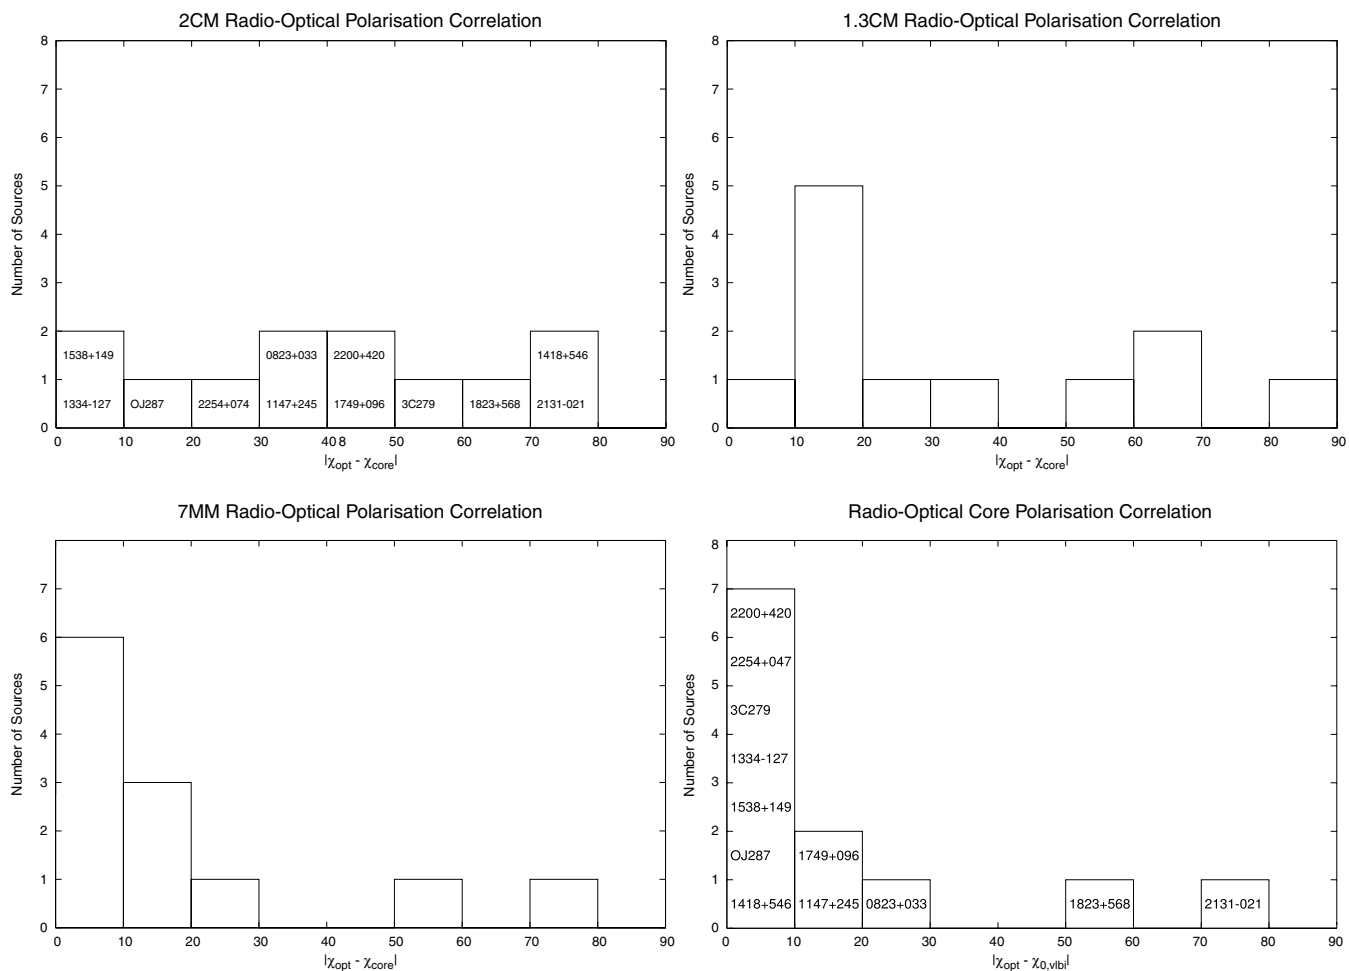 2CM Radio-Optical Polarisation Correlation
8
7
6
5
4
3
2
1
0
Number of Sources
1538+149
0823+033
2200+420
1418+546
1334-127
OJ287
2254+074
1147+245
1749+096
3C279
1823+568
2131-021
0 10 20 30 408 50 60 70 80 90
|χopt - χcore|
1.3CM Radio-Optical Polarisation Correlation
8
7
6
5
4
3
2
1
0
Number of Sources
0 10 20 30 40 50 60 70 80 90
|χopt - χcore|
7MM Radio-Optical Polarisation Correlation
7
6
5
4
3
2
1
0
Number of Sources
0 10 20 30 40 50 60 70 80 90
|χopt - χcore|
Radio-Optical Core Polarisation Correlation
8
7
6
5
4
3
2
1
0
Number of Sources
2200+420
2254+047
3C279
1334-127
1538+149
OJ287
1749+096
1418+546
1147+245
0823+033
1823+568
2131-021
0 10 20 30 40 50 60 70 80 90
|χopt - χ0,vlbi|